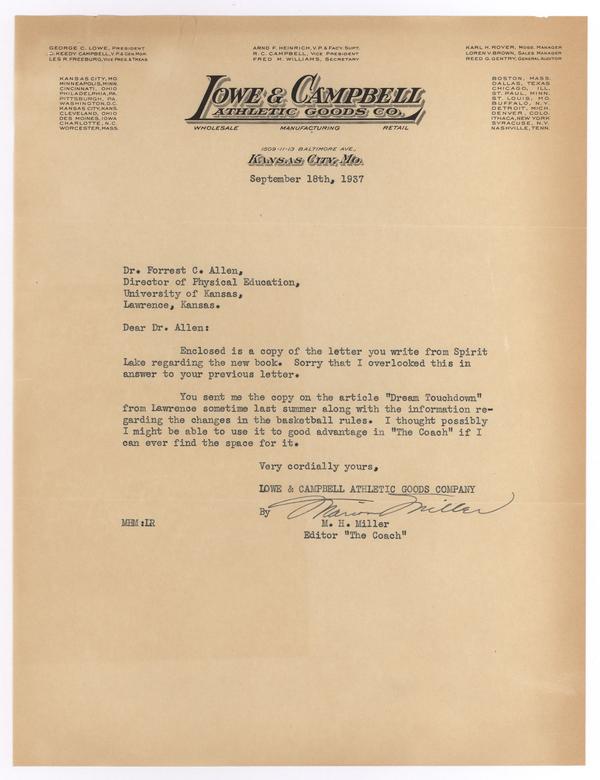 GEORGE C. LOWE, PRESIDENT
D. KEEDY CAMPBELL, V.P. & GEN. MGR.
LES R. FREEBURG, VICE PRES. & TREAS.
ARNO F. HEINRICH, V.P. & FACY. SUPT.
R. C. CAMPBELL, VICE PRESIDENT
FRED M. WILLIAMS, SECRETARY
KARL H. ROYER, MDSE. MANAGER
LOREN V. BROWN, SALES MANAGER
REED G. GENTRY, GENERAL AUDITOR
KANSAS CITY, MO.
MINNEAPOLIS, MINN.
CINCINNATI, OHIO
PHILADELPHIA, PA.
PITTSBURGH, PA.
WASHINGTON, D.C.
KANSAS CITY, KANS.
CLEVELAND, OHIO
DES MOINES, IOWA
CHARLOTTE, N.C.
WORCESTER, MASS.
LOWE & CAMPBELL
ATHLETIC GOODS CO.
WHOLESALE MANUFACTURING RETAIL
BOSTON, MASS.
DALLAS, TEXAS
CHICAGO, ILL.
ST. PAUL, MINN.
ST. LOUIS, MO.
BUFFALO, N.Y.
DETROIT, MICH.
DENVER, COLO.
ITHACA, NEW YORK
SYRACUSE, N.Y.
NASHVILLE, TENN.
1509-11-13 BALTIMORE AVE.,
KANSAS CITY, MO.
September 18th, 1937
Dr. Forrest C. Allen,
Director of Physical Education,
University of Kansas,
Lawrence, Kansas.
Dear Dr. Allen:
Enclosed is a copy of the letter you write from Spirit
Lake regarding the new book. Sorry that I overlooked this in
answer to your previous letter.
You sent me the copy on the article "Dream Touchdown"
from Lawrence sometime last summer along with the information re-
garding the changes in the basketball rules. I thought possibly
I might be able to use it to good advantage in "The Coach" if I
can ever find the space for it.
Very cordially yours,
LOWE & CAMPBELL ATHLETIC GOODS COMPANY
By Marion Miller
MHM:LR
M. H. Miller
Editor "The Coach"